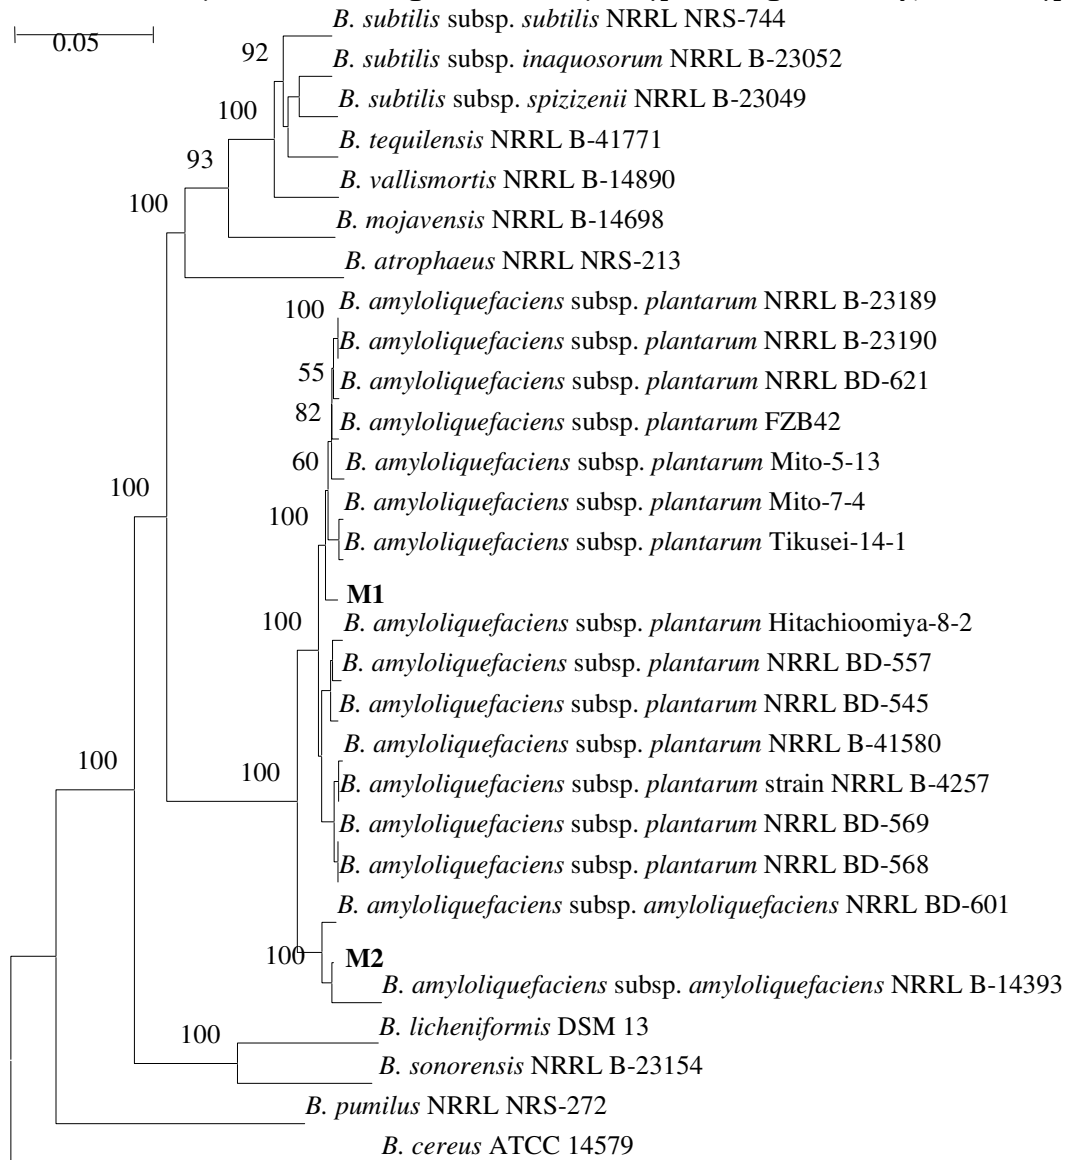 0.05
B. subtilis subsp. subtilis NRRL NRS-744
92
B. subtilis subsp. inaquosorum NRRL B-23052
B. subtilis subsp. spizizenii NRRL B-23049
100
B. tequilensis NRRL B-41771
93
B. vallismortis NRRL B-14890
100
B. mojavensis NRRL B-14698
B. atrophaeus NRRL NRS-213
100
B. amyloliquefaciens subsp. plantarum NRRL B-23189
B. amyloliquefaciens subsp. plantarum NRRL B-23190
55
B. amyloliquefaciens subsp. plantarum NRRL BD-621
82
B. amyloliquefaciens subsp. plantarum FZB42
60
B. amyloliquefaciens subsp. plantarum Mito-5-13
100
B. amyloliquefaciens subsp. plantarum Mito-7-4
100
B. amyloliquefaciens subsp. plantarum Tikusei-14-1
M1
100
B. amyloliquefaciens subsp. plantarum Hitachioomiya-8-2
B. amyloliquefaciens subsp. plantarum NRRL BD-557
B. amyloliquefaciens subsp. plantarum NRRL BD-545
B. amyloliquefaciens subsp. plantarum NRRL B-41580
100
100
B. amyloliquefaciens subsp. plantarum strain NRRL B-4257
B. amyloliquefaciens subsp. plantarum NRRL BD-569
B. amyloliquefaciens subsp. plantarum NRRL BD-568
B. amyloliquefaciens subsp. amyloliquefaciens NRRL BD-601
100
M2
B. amyloliquefaciens subsp. amyloliquefaciens NRRL B-14393
B. licheniformis DSM 13
100
B. sonorensis NRRL B-23154
B. pumilus NRRL NRS-272
B. cereus ATCC 14579